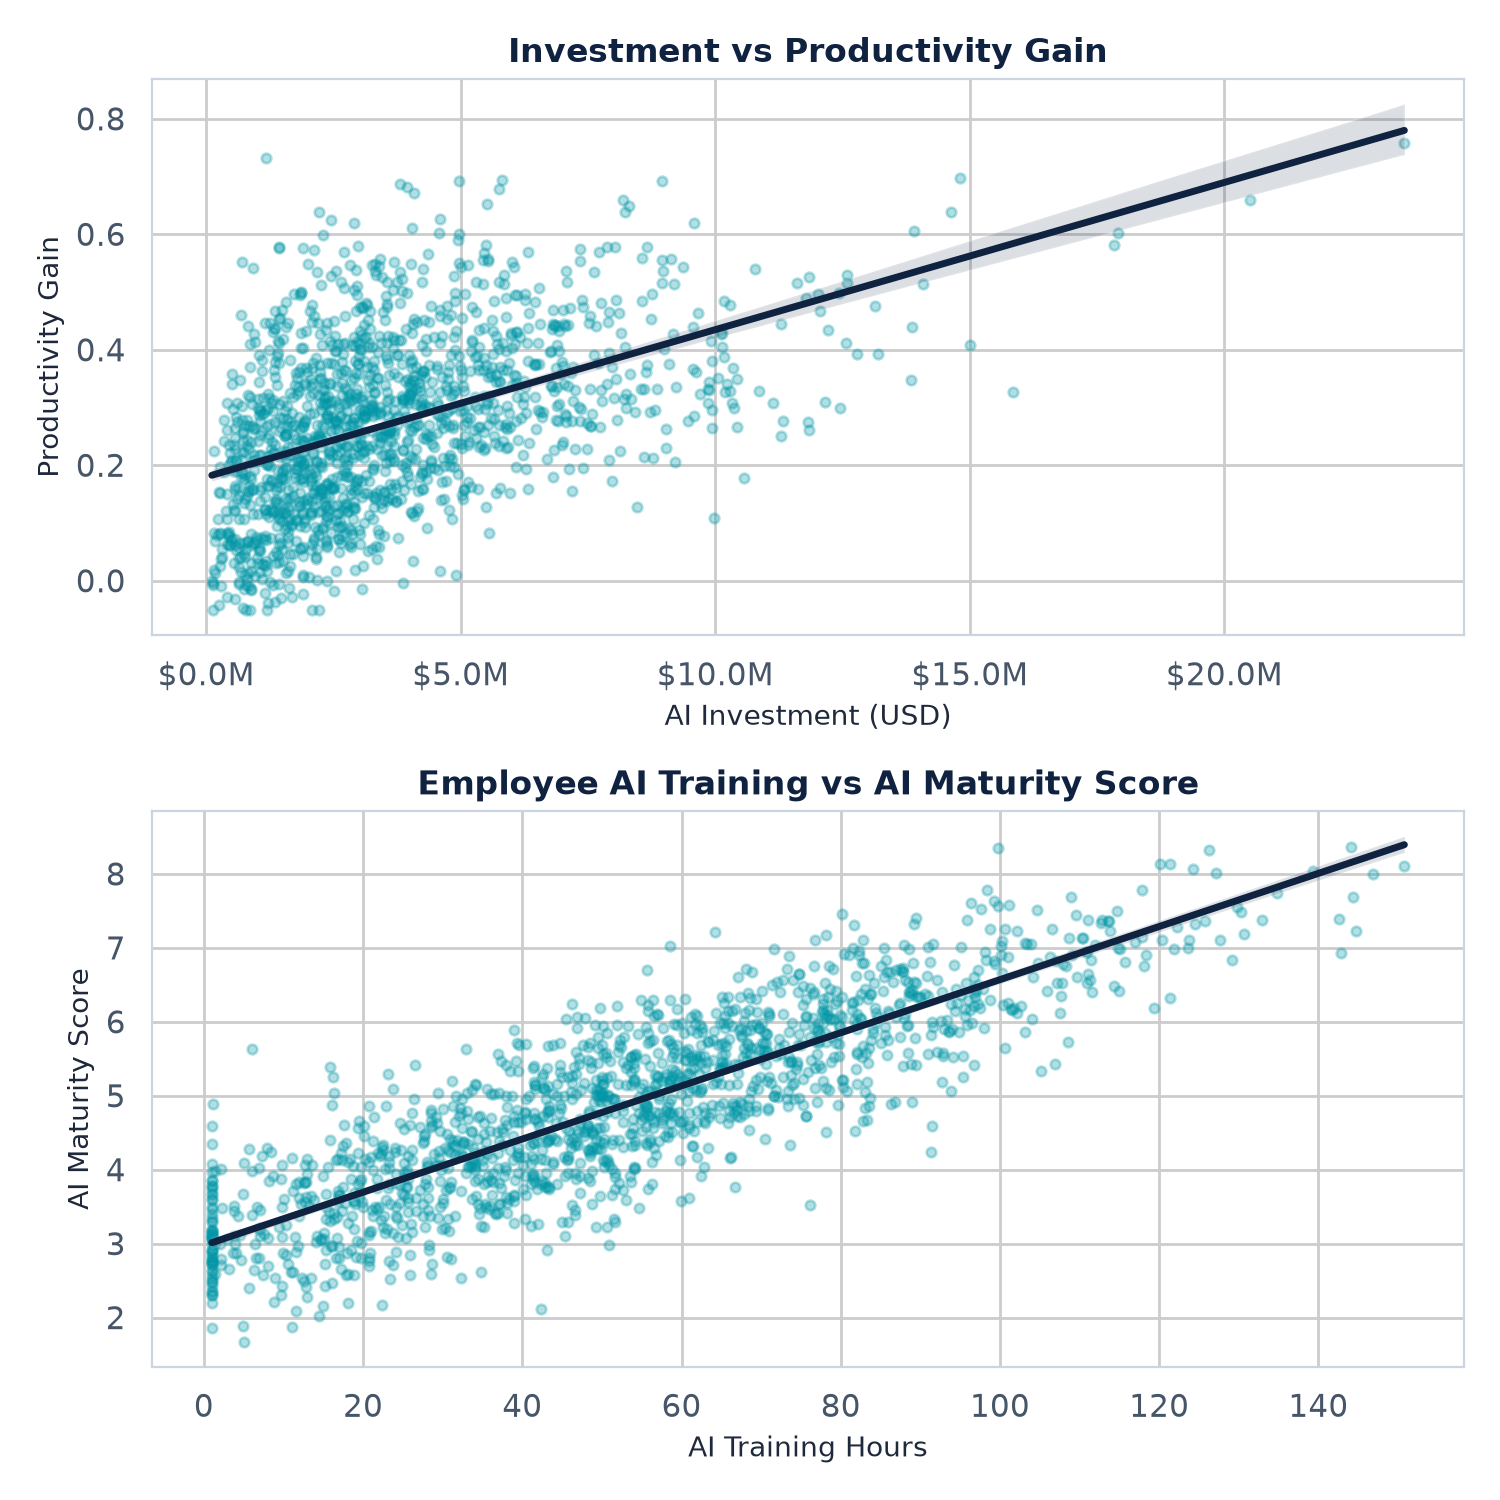 Investment vs Productivity Gain
0.8
0.6
0.4
0.2
0.0
Productivity Gain
$0.0M $5.0M $10.0M $15.0M $20.0M
AI Investment (USD)
Employee AI Training vs AI Maturity Score
8
7
6
5
4
3
2
AI Maturity Score
0 20 40 60 80 100 120 140
AI Training Hours